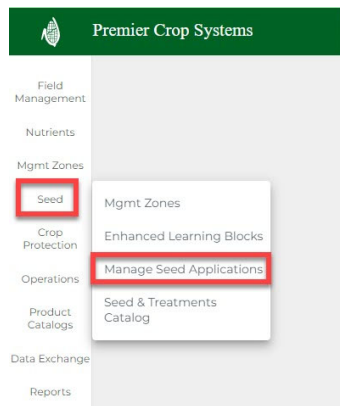 Premier Crop Systems
Field
Management
Nutrients
Mgmt Zones
Seed
Crop
Protection
Operations
Product
Catalogs
Data Exchange
Reports
Mgmt Zones
Enhanced Learning Blocks
Manage Seed Applications
Seed & Treatments
Catalog